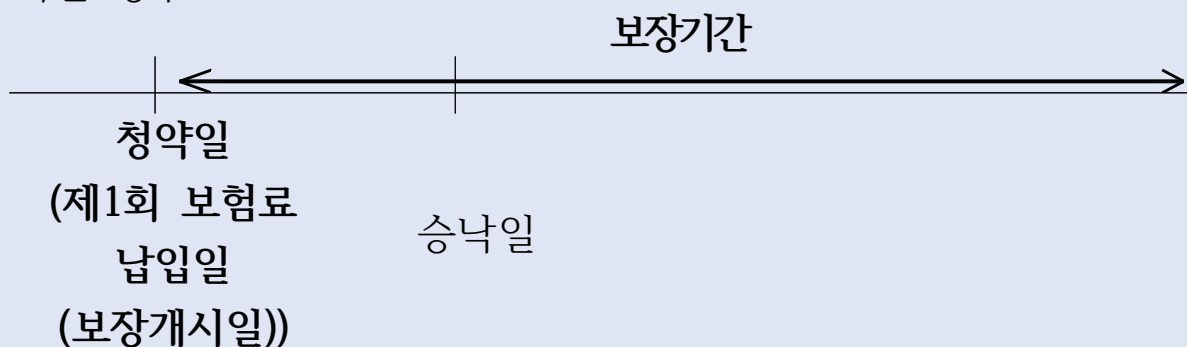 보장기간
청약일
(제1회 보험료
납입일
(보장개시일))
승낙일